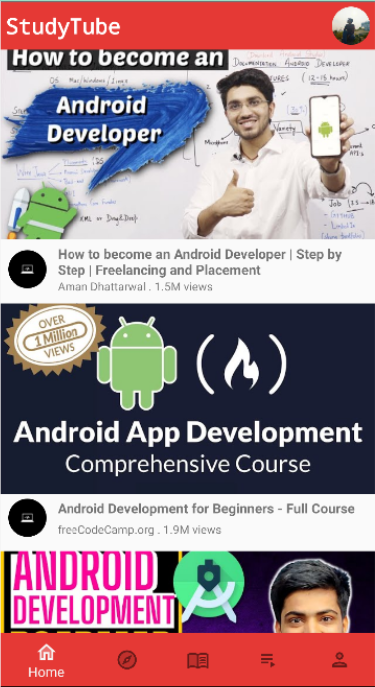 StudyTube
How to become an
Android
Developer
How to become an Android Developer | Step by
Step | Freelancing and Placement
Aman Dhattarwal . 1.5M views
OVER
1 Million
VIEWS
Android App Development
Comprehensive Course
Android Development for Beginners - Full Course
freeCodeCamp.org . 1.9M views
ANDROID
DEVELOPMENT
Home